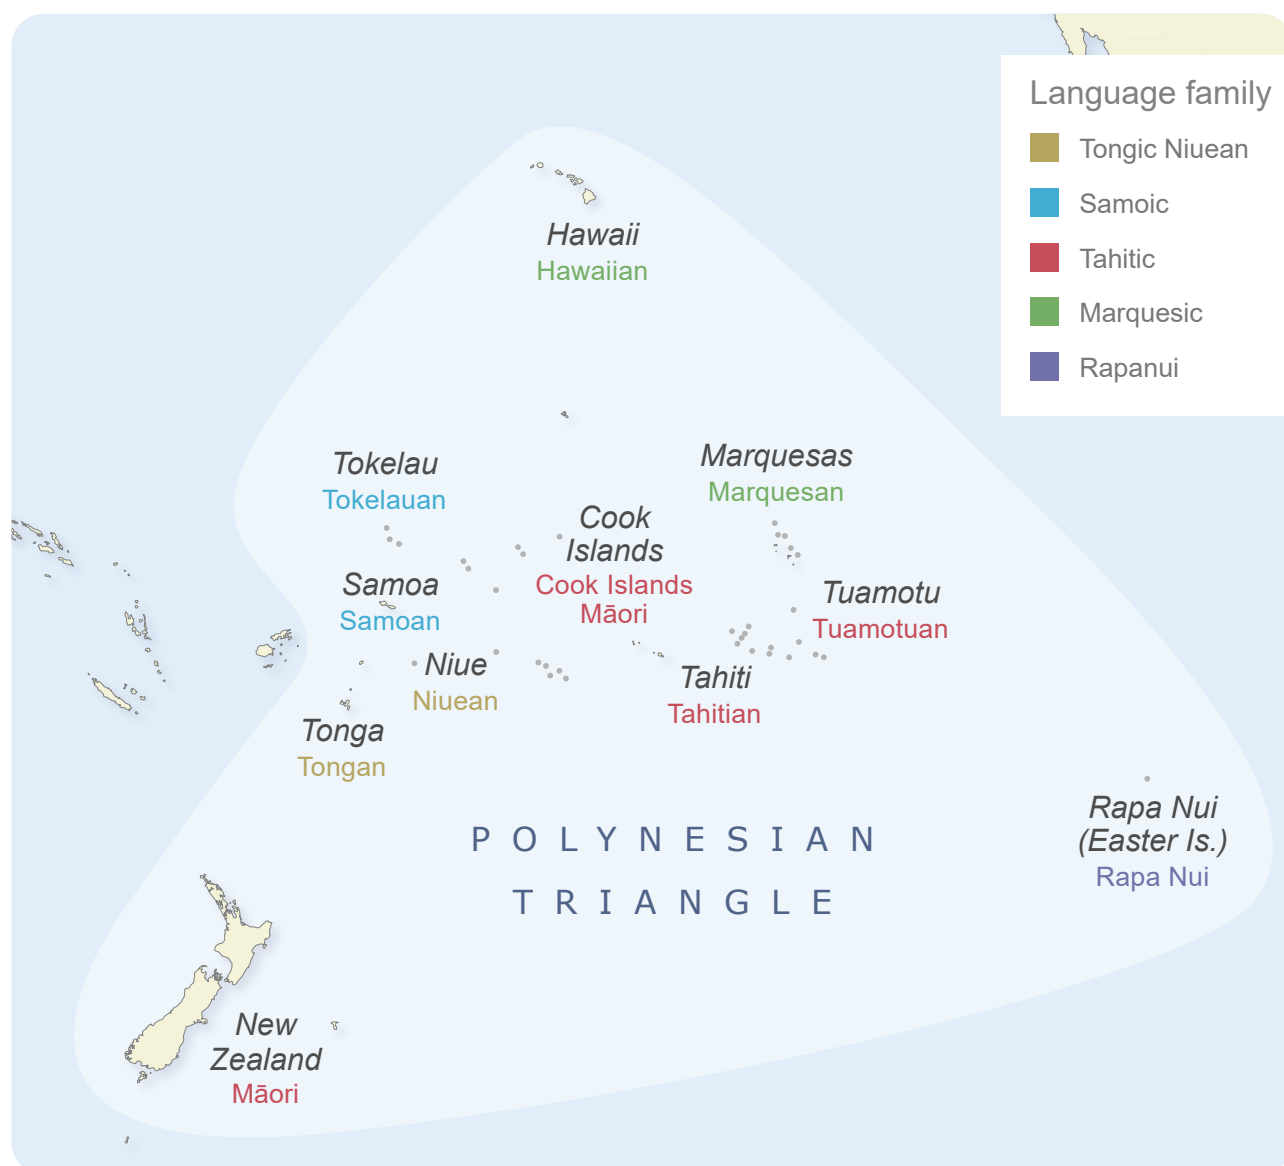 Language family
Tongic Niuean
Samoic
Tahitic
Marquesic
Rapanui
Hawaii
Hawaiian
Tokelau
Tokelauan
Marquesas
Marquesan
Cook
Islands
Cook Islands
Māori
Samoa
Samoan
Tuamotu
Tuamotuan
Niue
Niuean
Tahiti
Tahitian
Tonga
Tongan
Rapa Nui
(Easter Is.)
Rapa Nui
POLYNESIAN
TRIANGLE
New
Zealand
Māori